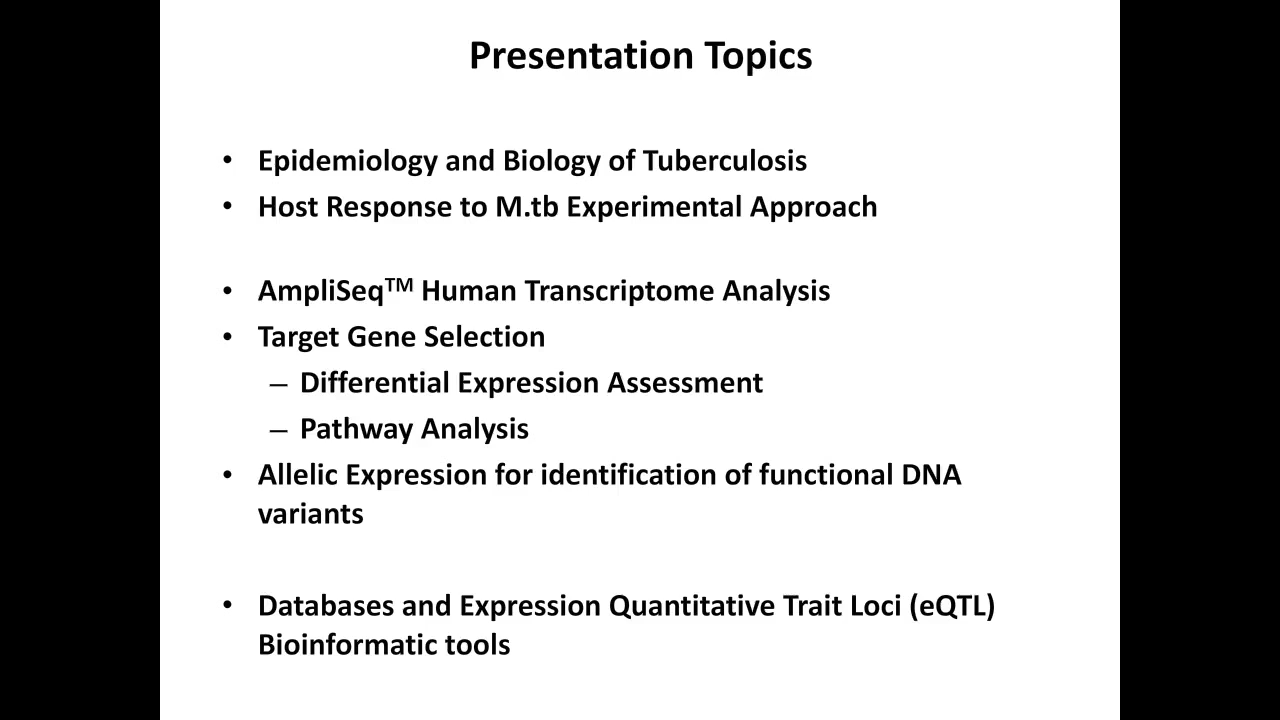 Presentation Topics
• Epidemiology and Biology of Tuberculosis
• Host Response to M.tb Experimental Approach
• AmpliSeqTM Human Transcriptome Analysis
• Target Gene Selection
– Differential Expression Assessment
– Pathway Analysis
• Allelic Expression for identification of functional DNA
variants
• Databases and Expression Quantitative Trait Loci (eQTL)
Bioinformatic tools